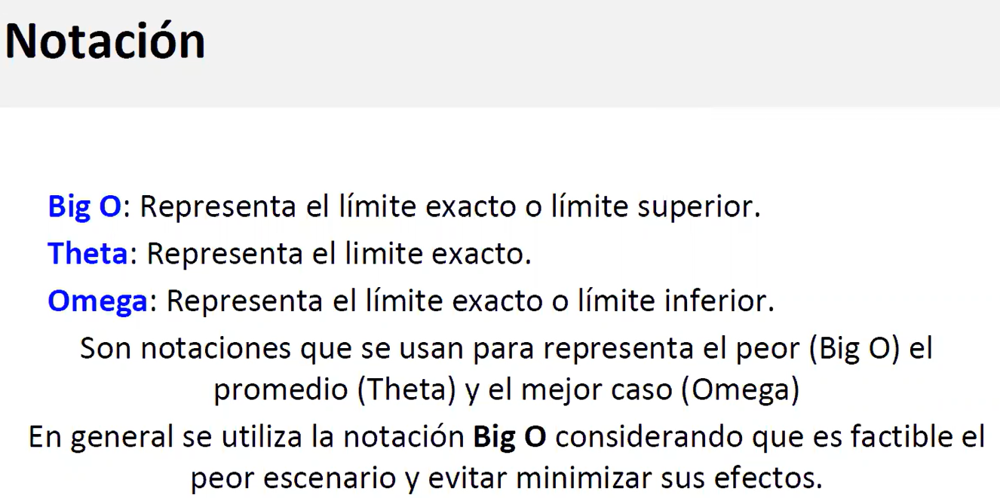 Notación
Big O: Representa el límite exacto o límite superior.
Theta: Representa el limite exacto.
Omega: Representa el límite exacto o límite inferior.
Son notaciones que se usan para representa el peor (Big O) el
promedio (Theta) y el mejor caso (Omega)
En general se utiliza la notación Big O considerando que es factible el
peor escenario y evitar minimizar sus efectos.